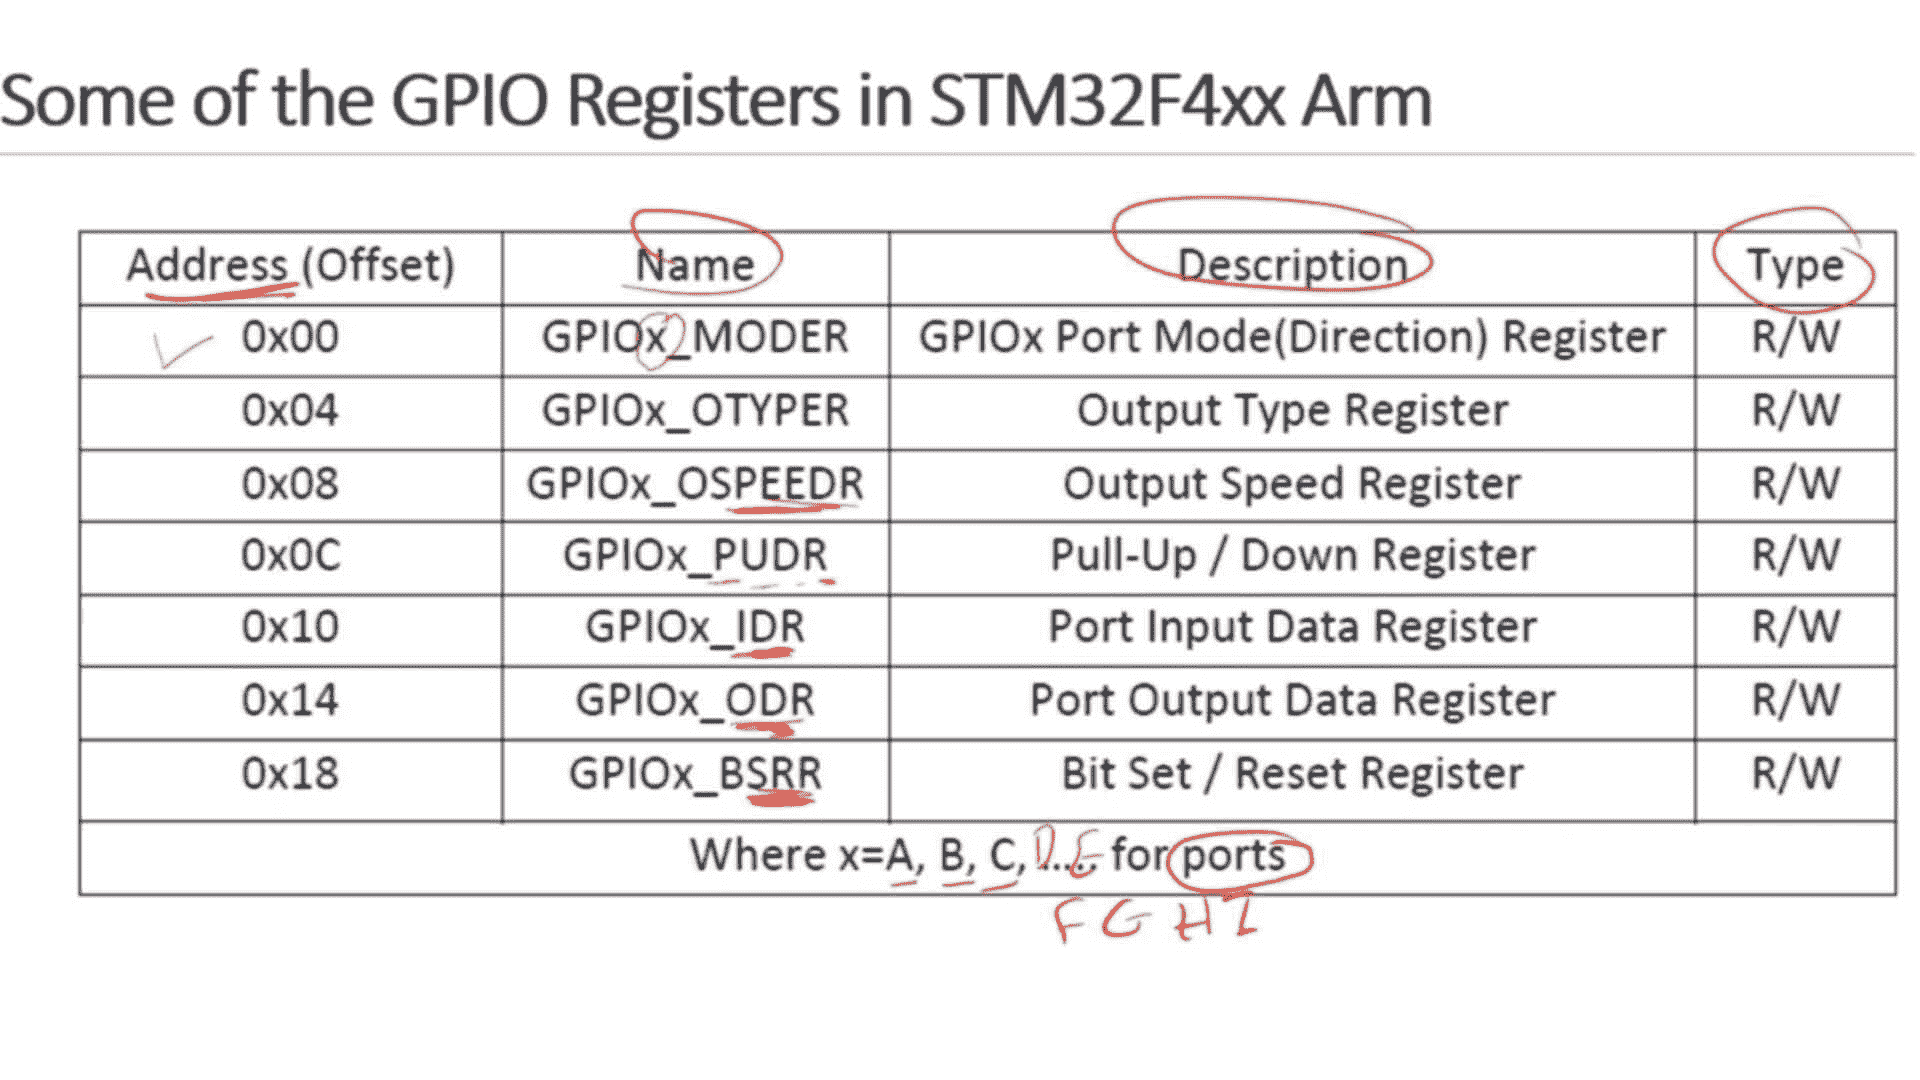 Some of the GPIO Registers in STM32F4xx Arm
Address (Offset) Name Description Type
0x00 GPIOx_MODER GPIOx Port Mode(Direction) Register R/W
0x04 GPIOx_OTYPER Output Type Register R/W
0x08 GPIOx_OSPEEDR Output Speed Register R/W
0x0C GPIOx_PUDR Pull-Up / Down Register R/W
0x10 GPIOx_IDR Port Input Data Register R/W
0x14 GPIOx_ODR Port Output Data Register R/W
0x18 GPIOx_BSRR Bit Set / Reset Register R/W
Where x=A, B, C, ..... D E for ports
F G H I